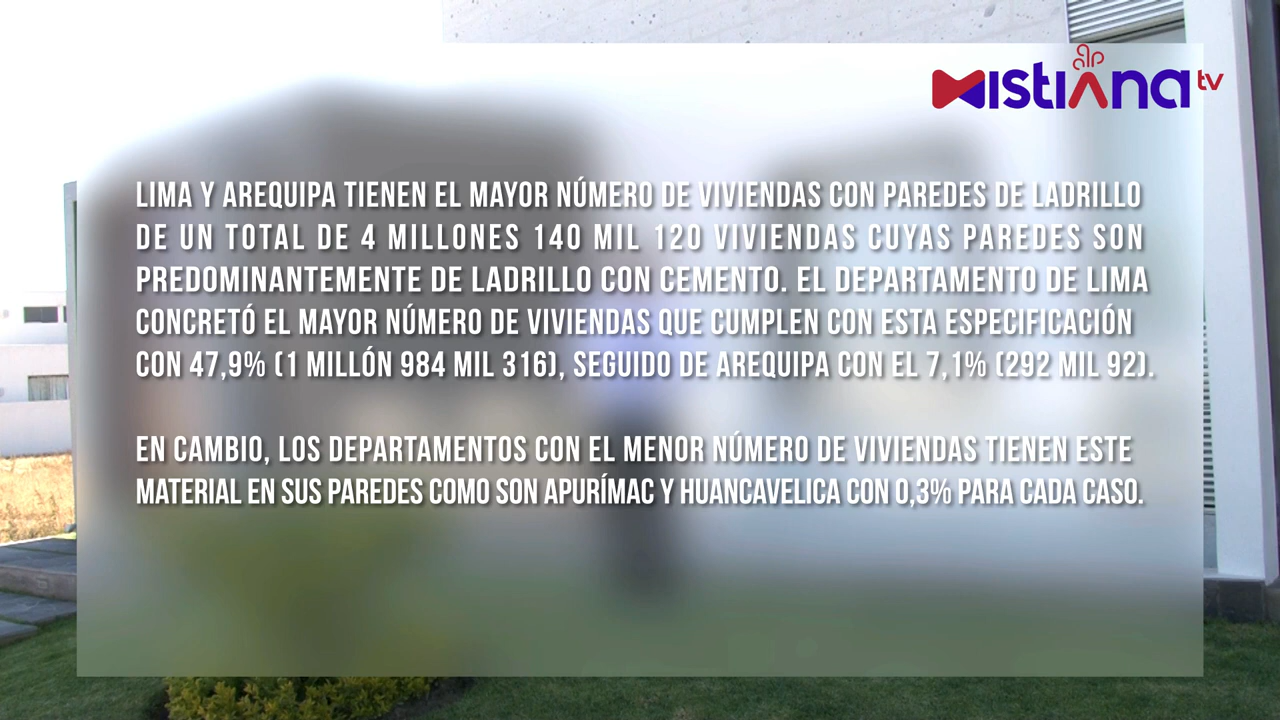 MISTIANA tv
LIMA Y AREQUIPA TIENEN EL MAYOR NÚMERO DE VIVIENDAS CON PAREDES DE LADRILLO
DE UN TOTAL DE 4 MILLONES 140 MIL 120 VIVIENDAS CUYAS PAREDES SON
PREDOMINANTEMENTE DE LADRILLO CON CEMENTO. EL DEPARTAMENTO DE LIMA
CONCRETÓ EL MAYOR NÚMERO DE VIVIENDAS QUE CUMPLEN CON ESTA ESPECIFICACIÓN
CON 47,9% (1 MILLÓN 984 MIL 316), SEGUIDO DE AREQUIPA CON EL 7,1% (292 MIL 92).
EN CAMBIO, LOS DEPARTAMENTOS CON EL MENOR NÚMERO DE VIVIENDAS TIENEN ESTE
MATERIAL EN SUS PAREDES COMO SON APURÍMAC Y HUANCAVELICA CON 0,3% PARA CADA CASO.